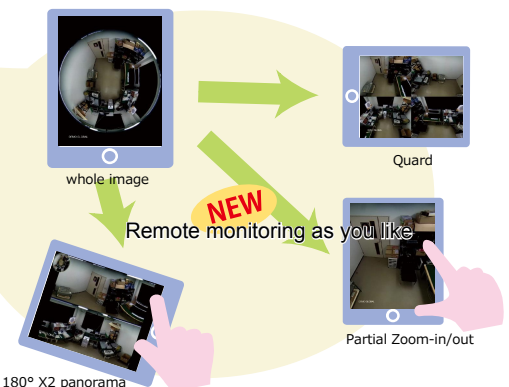 whole image
Quard
NEW
Remote monitoring as you like
Partial Zoom-in/out
180° X2 panorama